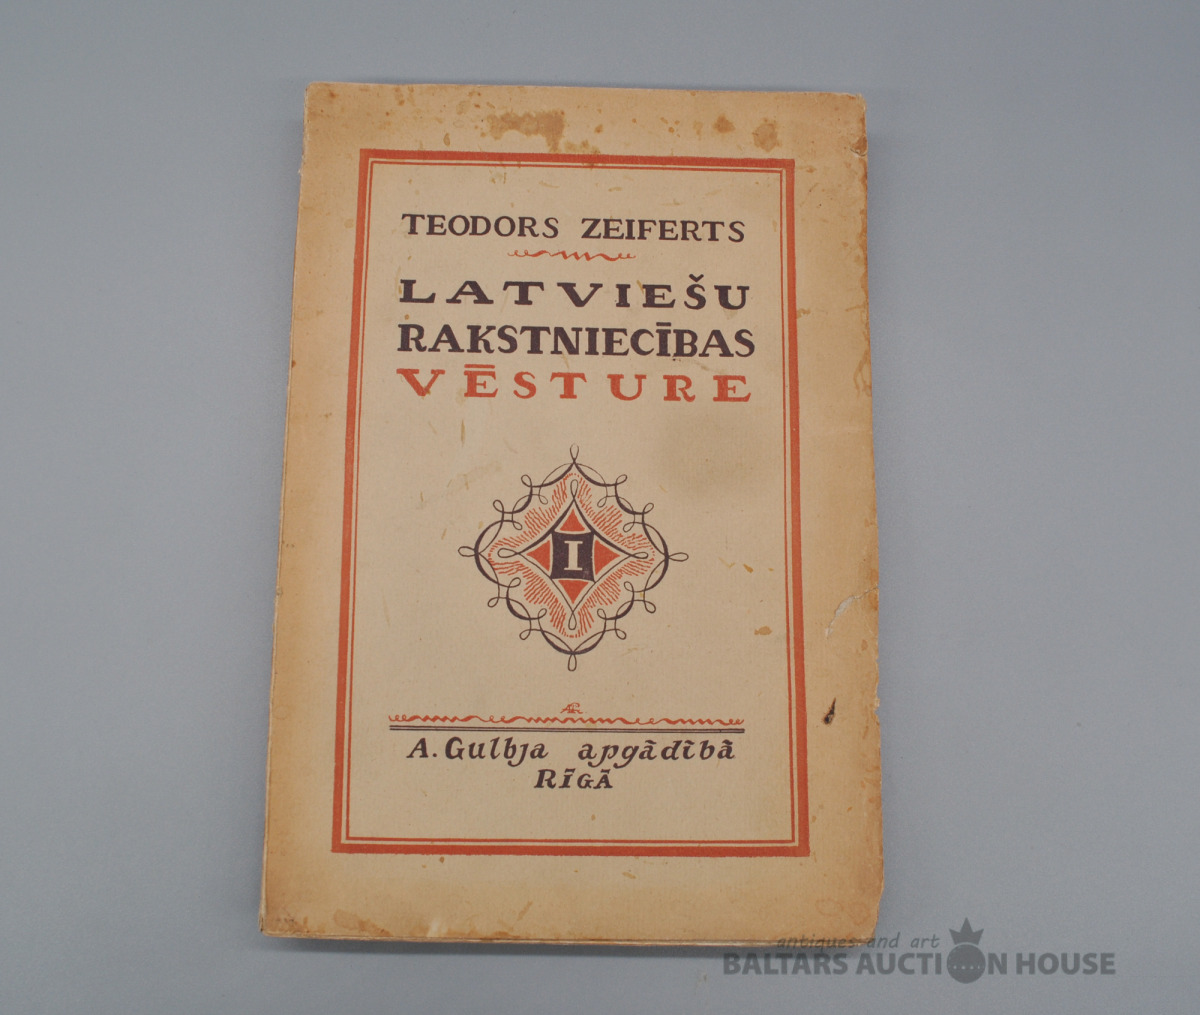 TEODORS ZEIFERTS
LATVIEŠU
RAKSTNIECĪBAS
VĒSTURE
I
A. Gulbja apgādībā
RĪGĀ
antiques and art
BALTARS AUCTION HOUSE